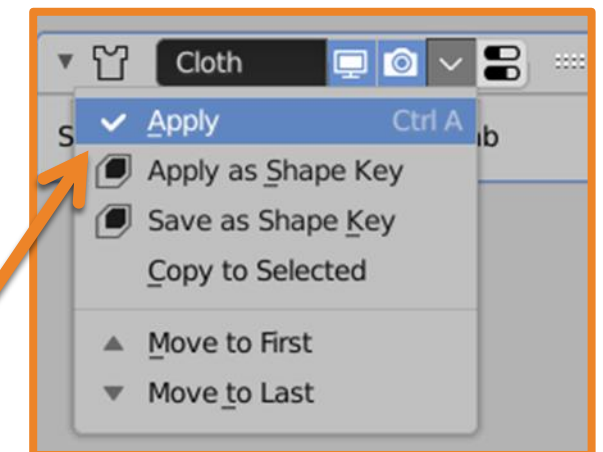 Cloth
S
Apply Ctrl A
b
Apply as Shape Key
Save as Shape Key
Copy to Selected
Move to First
Move to Last